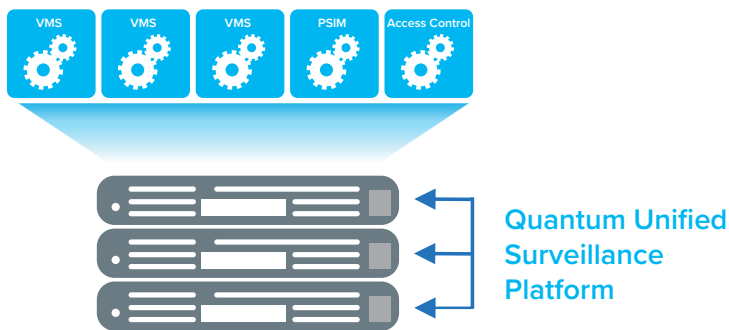 VMS
VMS
VMS
PSIM
Access Control
Quantum Unified
Surveillance
Platform